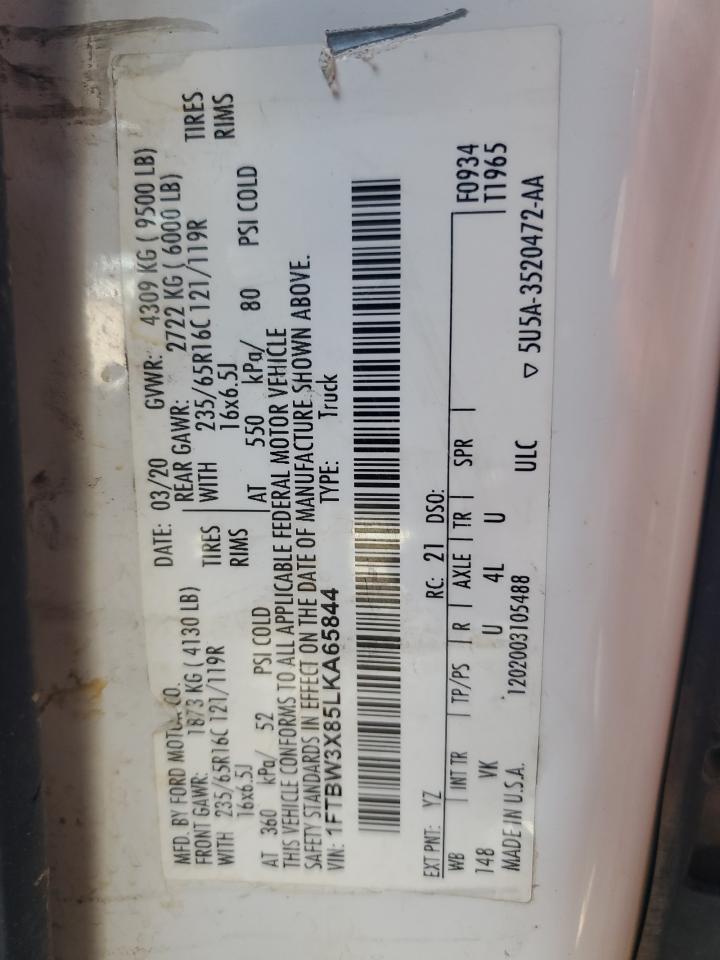 MFD. BY FORD MOTOR CO.
DATE: 03/20 GVWR: 4309 KG ( 9500 LB)
FRONT GAWR: 1873 KG ( 4130 LB) REAR GAWR: 2722 KG ( 6000 LB)
WITH 235/65R16C 121/119R TIRES WITH 235/65R16C 121/119R TIRES
16x6.5J RIMS 16x6.5J RIMS
AT 360 kPa/ 52 PSI COLD AT 550 kPa/ 80 PSI COLD
THIS VEHICLE CONFORMS TO ALL APPLICABLE FEDERAL MOTOR VEHICLE
SAFETY STANDARDS IN EFFECT ON THE DATE OF MANUFACTURE SHOWN ABOVE.
VIN: 1FTBW3X85LKA65844 TYPE: Truck
F0934
EXT PNT: YZ RC: 21 DSO: T1965
WB INT TR TP/PS R AXLE TR SPR
148 VK U 4L U
MADE IN U.S.A. 1202003105488 ULC ▽ 5U5A-3520472-AA